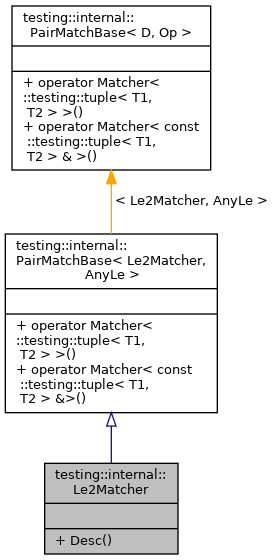 testing::internal::
PairMatchBase< D, Op >
+ operator Matcher<
::testing::tuple< T1,
T2 > >()
+ operator Matcher< const
::testing::tuple< T1,
T2 > & >()
< Le2Matcher, AnyLe >
testing::internal::
PairMatchBase< Le2Matcher,
AnyLe >
+ operator Matcher<
::testing::tuple< T1,
T2 > >()
+ operator Matcher< const
::testing::tuple< T1,
T2 > &>()
testing::internal::
Le2Matcher
+ Desc()